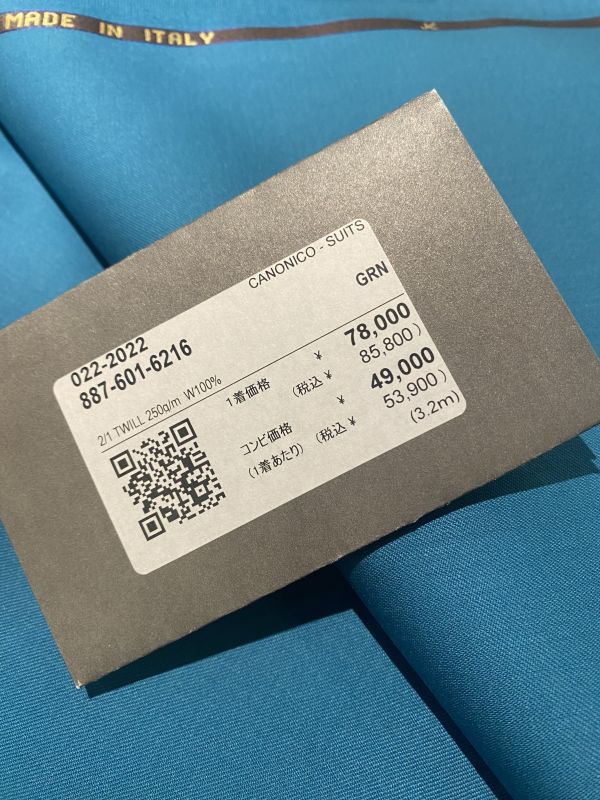 MADE IN ITALY
CANONICO - SUITS
022-2022
GRN
887-601-6216
2/1 TWILL 250g/m W100%
1着価格 ¥ 78,000
(税込 ¥ 85,800 )
コンビ価格 ¥ 49,000
(1着あたり) (税込 ¥ 53,900 )
(3.2m)